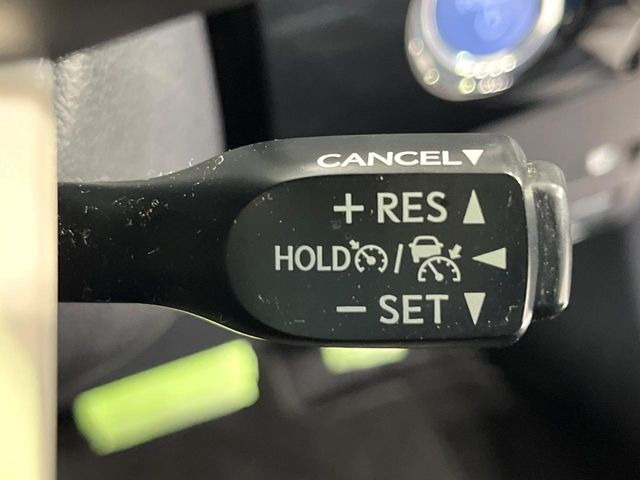 CANCEL▼
+ RES ▲
HOLD / ◀
− SET ▼